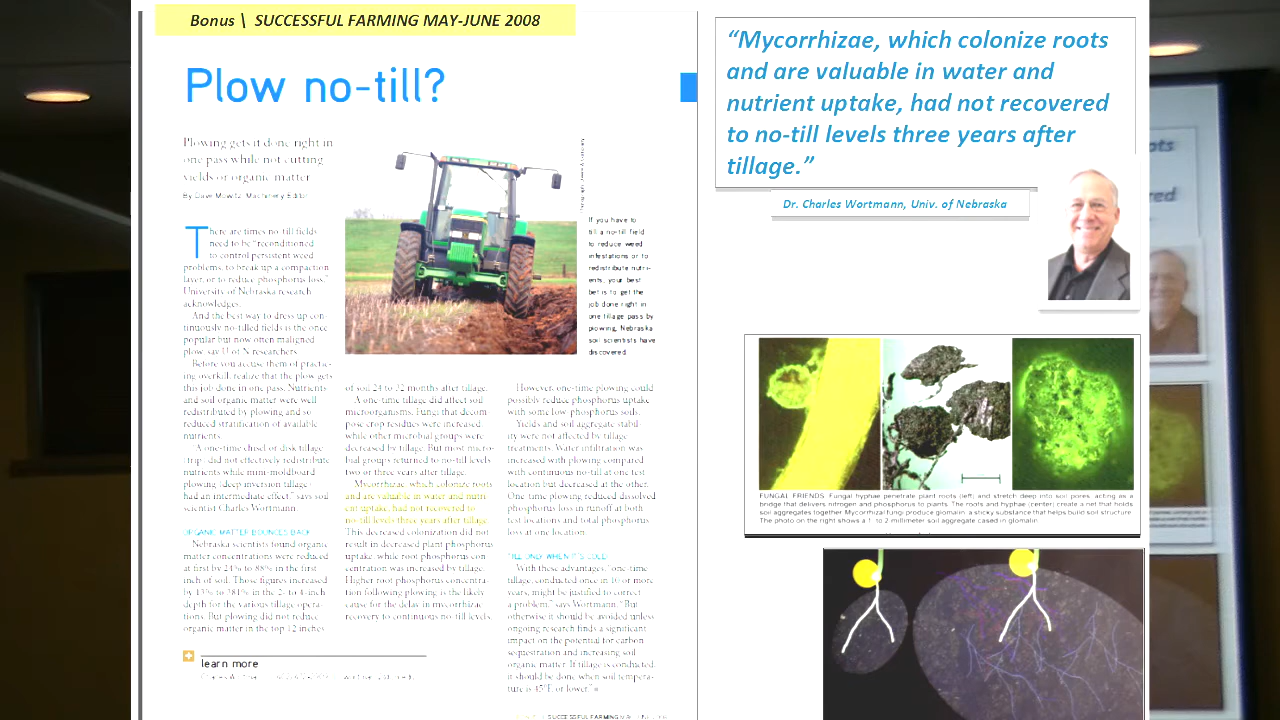 Bonus \ SUCCESSFUL FARMING MAY-JUNE 2008
Plow no-till?
Plowing gets it done right in
one pass while not cutting
yields or organic matter
By Dave Mowitz, Machinery Editor
There are times no-till fields
need to be "reconditioned
to control persistent weed
problems, to break up a compaction
layer, or to reduce phosphorus loss,"
University of Nebraska research
acknowledges.
And the best way to dress up con-
tinuously no-tilled fields is the once
popular but now often maligned
plow, say U of N researchers.
Before you accuse them of practic-
ing overkill, realize that the plow gets
this job done in one pass. Nutrients
and soil organic matter were well
redistributed by plowing and so
reduced stratification of available
nutrients.
"A one-time chisel or disk tillage
trip did not effectively redistribute
nutrients while mini-moldboard
plowing (deep inversion tillage)
had an intermediate effect," says soil
scientist Charles Wortmann.
ORGANIC MATTER BOUNCES BACK
Nebraska scientists found organic
matter concentrations were reduced
at first by 24% to 88% in the first
inch of soil. Those figures increased
by 13% to 381% in the 2- to 4-inch
depth for the various tillage opera-
tions. But plowing did not reduce
organic matter in the top 12 inches
of soil 24 to 32 months after tillage.
A one-time tillage did affect soil
microorganisms. Fungi that decom-
pose crop residues were increased
while other microbial groups were
decreased by tillage. But most micro-
bial groups returned to no-till levels
two or three years after tillage.
Mycorrhizae which colonize roots
and are valuable in water and nutri-
ent uptake, had not recovered to
no-till levels three years after tillage.
This decreased colonization did not
result in decreased plant phosphorus
uptake, while root phosphorus con-
centration was increased by tillage.
Higher root phosphorus concentra-
tion following plowing is the likely
cause for the delay in mycorrhizae
recovery to continuous no-till levels.
If you have to
till a no-till field
to reduce weed
infestations or to
redistribute nutri-
ents, your best
bet is to get the
job done right in
one tillage pass by
plowing, Nebraska
soil scientists have
discovered.
However, one-time plowing could
possibly reduce phosphorus uptake
with some low-phosphorus soils.
Yields and soil aggregate stabil-
ity were not affected by tillage
treatments. Water infiltration was
increased with plowing compared
with continuous no-till at one test
location but decreased at the other.
One-time plowing reduced dissolved
phosphorus loss in runoff at both
test locations and total phosphorus
loss at one location.
TILL ONLY WHEN IT'S COLD
With these advantages, "one-time
tillage, conducted once in 10 or more
years, might be justified to correct
a problem," says Wortmann. "But
otherwise it should be avoided unless
ongoing research finds a significant
impact on the potential for carbon
sequestration and increasing soil
organic matter. If tillage is conducted,
it should be done when soil tempera-
ture is 45°F. or lower."
learn more
SUCCESSFUL FARMING
"Mycorrhizae, which colonize roots
and are valuable in water and
nutrient uptake, had not recovered
to no-till levels three years after
tillage."
Dr. Charles Wortmann, Univ. of Nebraska
FUNGAL FRIENDS: Fungal hyphae penetrate plant roots (left) and stretch deep into soil pores, acting as a
bridge that delivers nitrogen and phosphorus to plants. The roots and hyphae (center) create a net that holds
soil aggregates together. Mycorrhizal fungi produce glomalin, a sticky substance that helps build soil structure.
The photo on the right shows a 1- to 2-millimeter soil aggregate cased in glomalin.